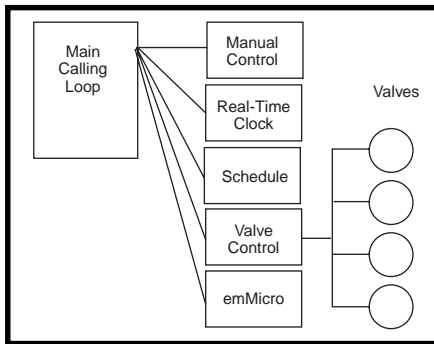 Main
Calling
Loop
Manual
Control
Real-Time
Clock
Schedule
Valve
Control
emMicro
Valves